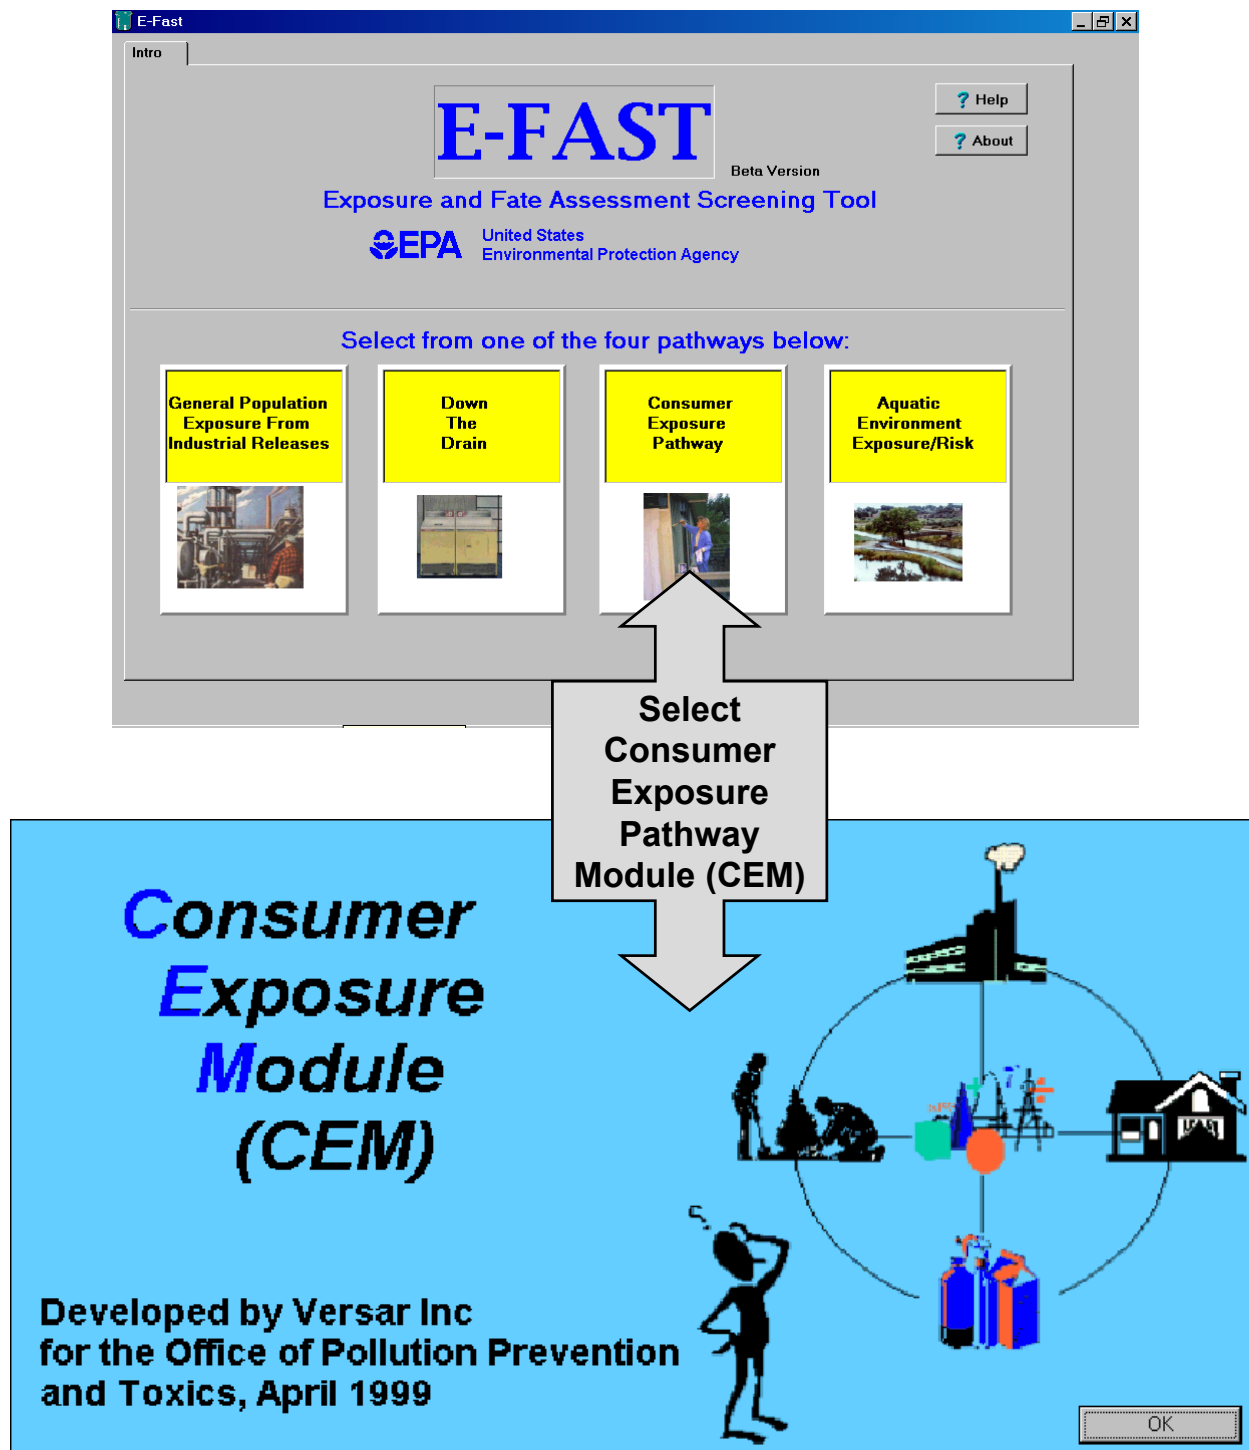 E-Fast
Intro
E-FAST
Beta Version
? Help
? About
Exposure and Fate Assessment Screening Tool
EPA
United States
Environmental Protection Agency
Select from one of the four pathways below:
General Population
Exposure From
Industrial Releases
Down
The
Drain
Consumer
Exposure
Pathway
Aquatic
Environment
Exposure/Risk
Select
Consumer
Exposure
Pathway
Module (CEM)
Consumer
Exposure
Module
(CEM)
Developed by Versar Inc
for the Office of Pollution Prevention
and Toxics, April 1999
OK